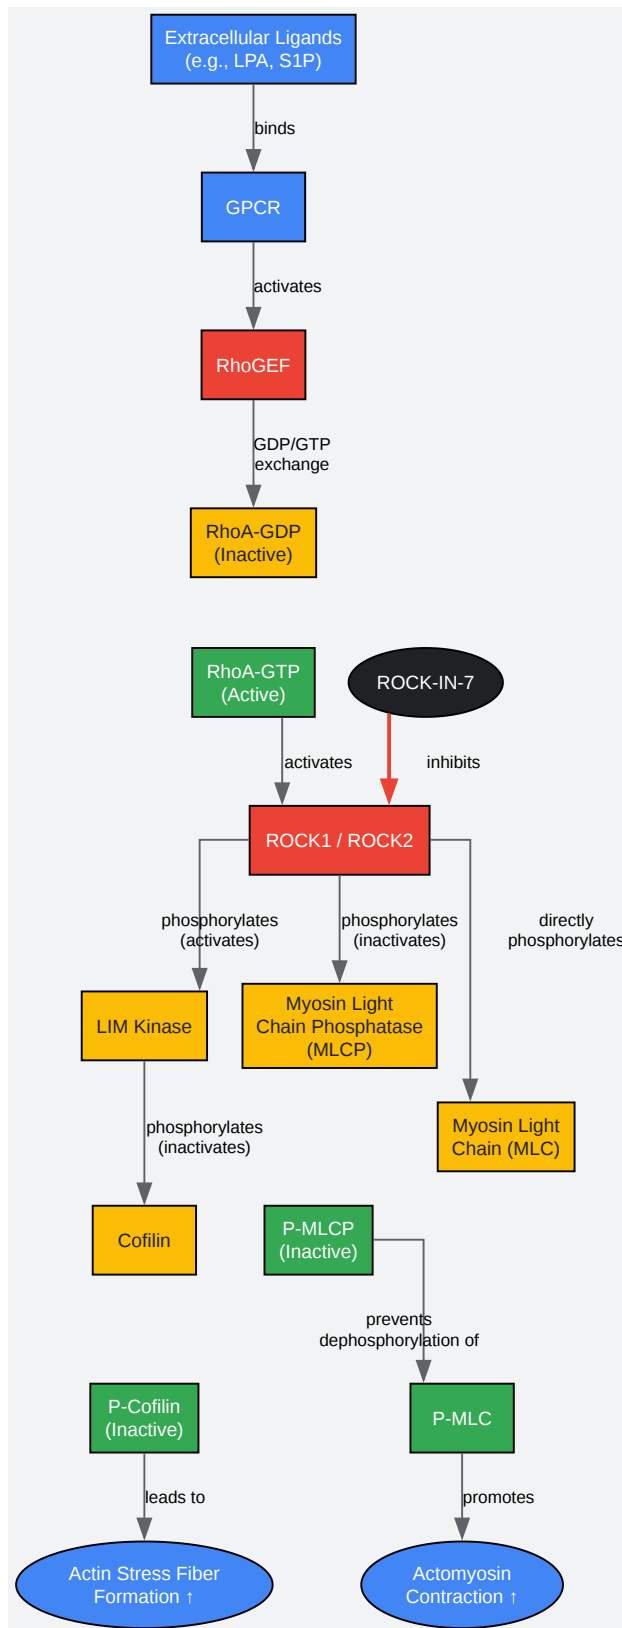 Extracellular Ligands
(e.g., LPA, S1P)
binds
GPCR
activates
RhoGEF
GDP/GTP
exchange
RhoA-GDP
(Inactive)
RhoA-GTP
(Active)
ROCK-IN-7
activates
inhibits
ROCK1 / ROCK2
phosphorylates
(activates)
phosphorylates
(inactivates)
directly
phosphorylates
LIM Kinase
Myosin Light
Chain Phosphatase
(MLCP)
Myosin Light
Chain (MLC)
phosphorylates
(inactivates)
Cofilin
P-MLCP
(Inactive)
prevents
dephosphorylation of
P-Cofilin
(Inactive)
P-MLC
leads to
promotes
Actin Stress Fiber
Formation ↑
Actomyosin
Contraction ↑